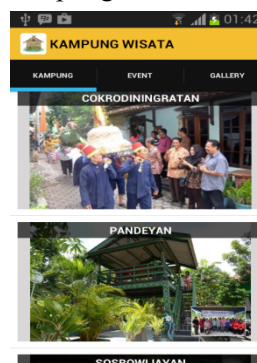 01:42
KAMPUNG WISATA
KAMPUNG EVENT GALLERY
COKRODININGRATAN
PANDEYAN
SOSROWIJAYAN